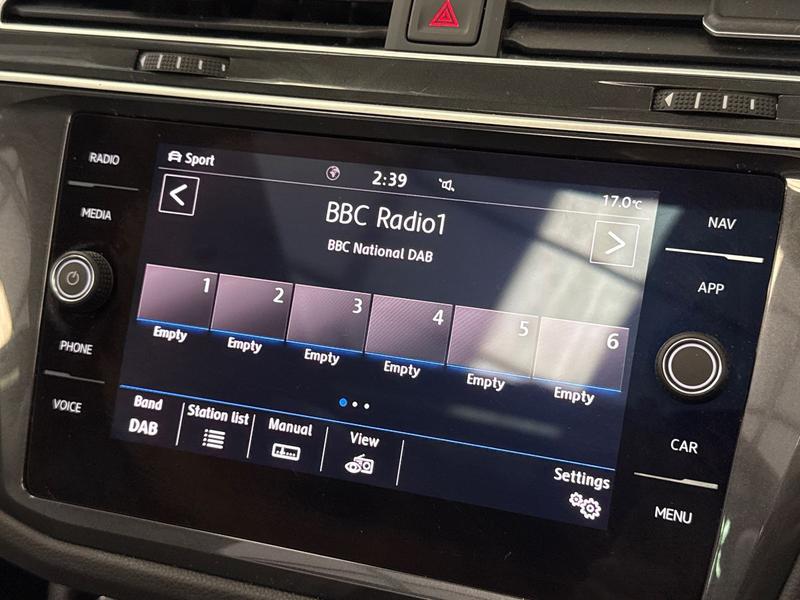 RADIO
MEDIA
PHONE
VOICE
Sport
2:39
17.0°C
BBC Radio1
BBC National DAB
1 2 3 4 5 6
Empty Empty Empty Empty Empty Empty
Band
DAB
Station list
Manual
View
Settings
NAV
APP
CAR
MENU